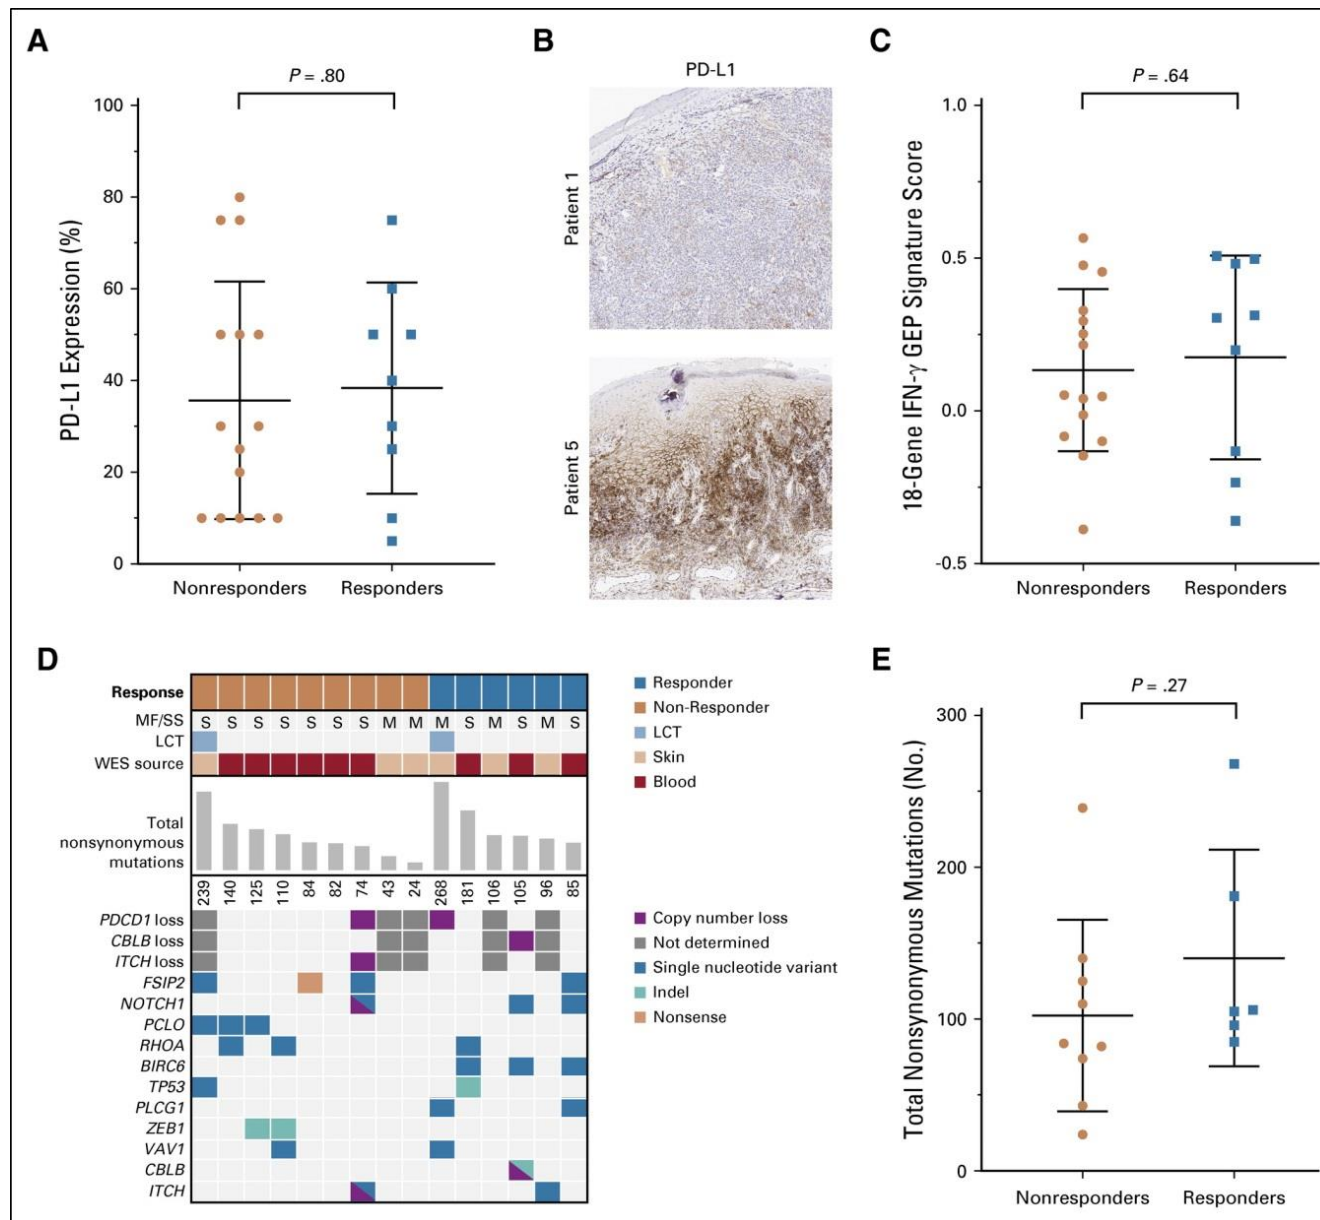 A
P = .80
PD-L1 Expression (%)
100
80
60
40
20
0
Nonresponders
Responders
B
PD-L1
Patient 1
Patient 5
C
P = .64
18-Gene IFN-γ GEP Signature Score
1.0
0.5
0.0
-0.5
Nonresponders
Responders
D
Response
MF/SS S S S S S S S M M M S M S M S
LCT
WES source
Total
nonsynonymous
mutations
239 140 125 110 84 82 74 43 24 268 181 106 105 96 85
PDCD1 loss
CBLB loss
ITCH loss
FSIP2
NOTCH1
PCLO
RHOA
BIRC6
TP53
PLCG1
ZEB1
VAV1
CBLB
ITCH
Responder
Non-Responder
LCT
Skin
Blood
Copy number loss
Not determined
Single nucleotide variant
Indel
Nonsense
E
P = .27
Total Nonsynonymous Mutations (No.)
300
200
100
0
Nonresponders
Responders